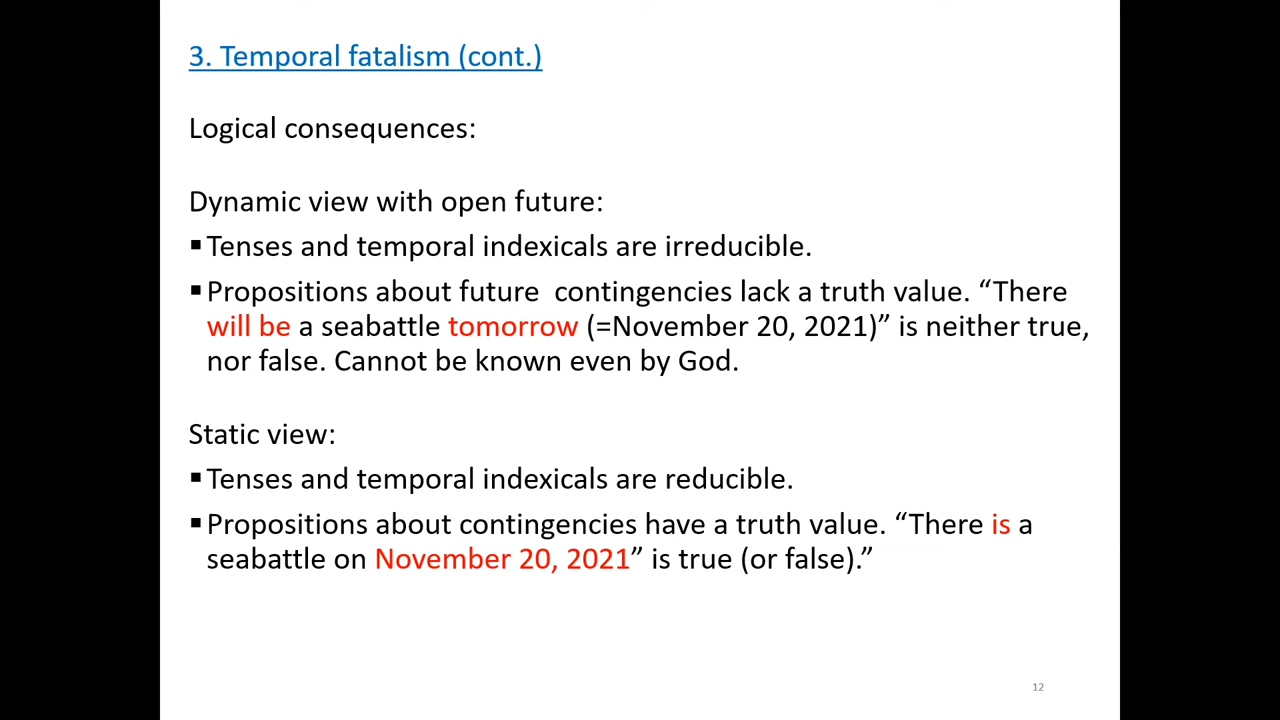 3. Temporal fatalism (cont.)
Logical consequences:
Dynamic view with open future:
▪Tenses and temporal indexicals are irreducible.
▪Propositions about future  contingencies lack a truth value. “There
will be a seabattle tomorrow (=November 20, 2021)” is neither true,
nor false. Cannot be known even by God.
Static view:
▪Tenses and temporal indexicals are reducible.
▪Propositions about contingencies have a truth value. “There is a
seabattle on November 20, 2021” is true (or false).”
12